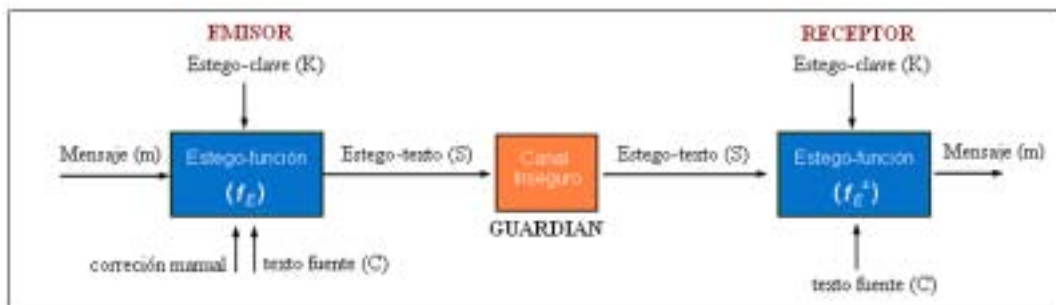 EMISOR
RECEPTOR
Estego-clave (K)
Estego-clave (K)
Mensaje (m)
Estego-función
(f_E)
Estego-texto (S)
Canal
Inseguro
GUARDIAN
Estego-texto (S)
Estego-función
(f_E^-1)
Mensaje (m)
correción manual
texto fuente (C)
texto fuente (C)